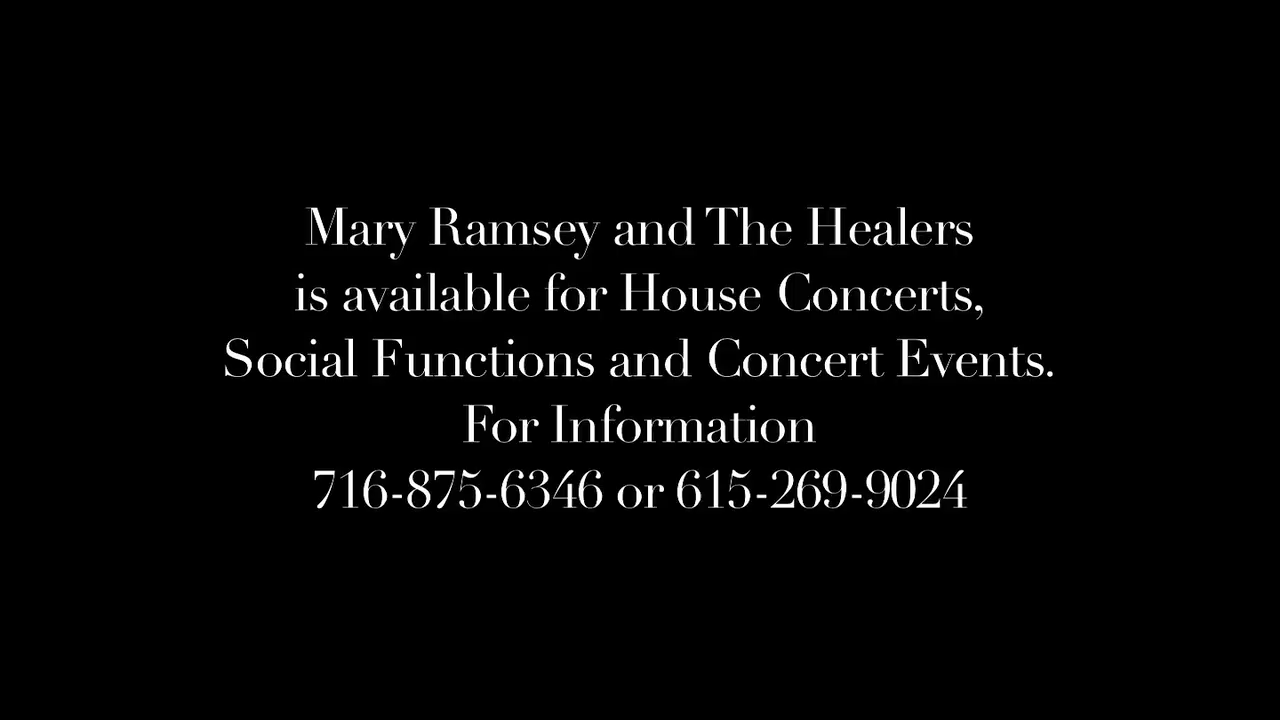 Mary Ramsey and The Healers
is available for House Concerts,
Social Functions and Concert Events.
For Information
716-875-6346 or 615-269-9024